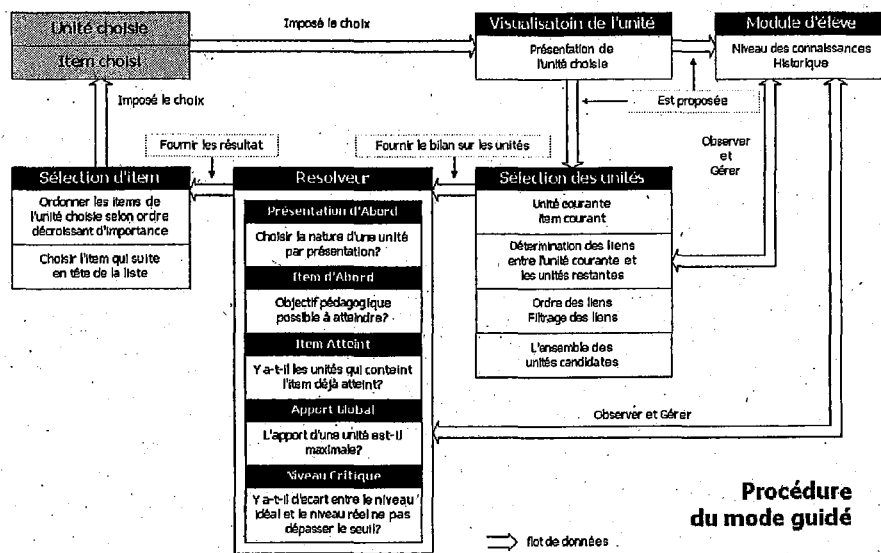 Unité choisie
Item choisi
Imposé le choix
Visualisatoin de l'unité
Présentation de
l'unité choisie
Module d'élève
Niveau des connaissances
Historique
Imposé le choix
Est proposée
Fournir les résultat
Fournir le bilan sur les unités
Observer
et
Gérer
Sélection d'item
Ordonner les items de
l'unité choisie selon ordre
décroissant d'importance
Choisir l'item qui suite
en tête de la liste
Resolveur
Présentation d'Abord
Choisir la nature d'une unité
par présentation?
Item d'Abord
Objectif pédagogique
possible à atteindre?
Item Atteint
Y a-t-il les unités qui contaient
l'item déjà atteint?
Apport Global
L'apport d'une unité est-il
maximale?
Niveau Critique
Y a-t-il d'ecart entre le niveau
idéal et le niveau réel ne pas
dépasser le seuil?
Sélection des unités
Unité courante
Item courant
Détermination des liens
entre l'unité courante et
les unités restantes
Ordre des liens
Filtrage des liens
L'ensemble des
unités candidates
Observer et Gérer
Procédure
du mode guidé
flot de données